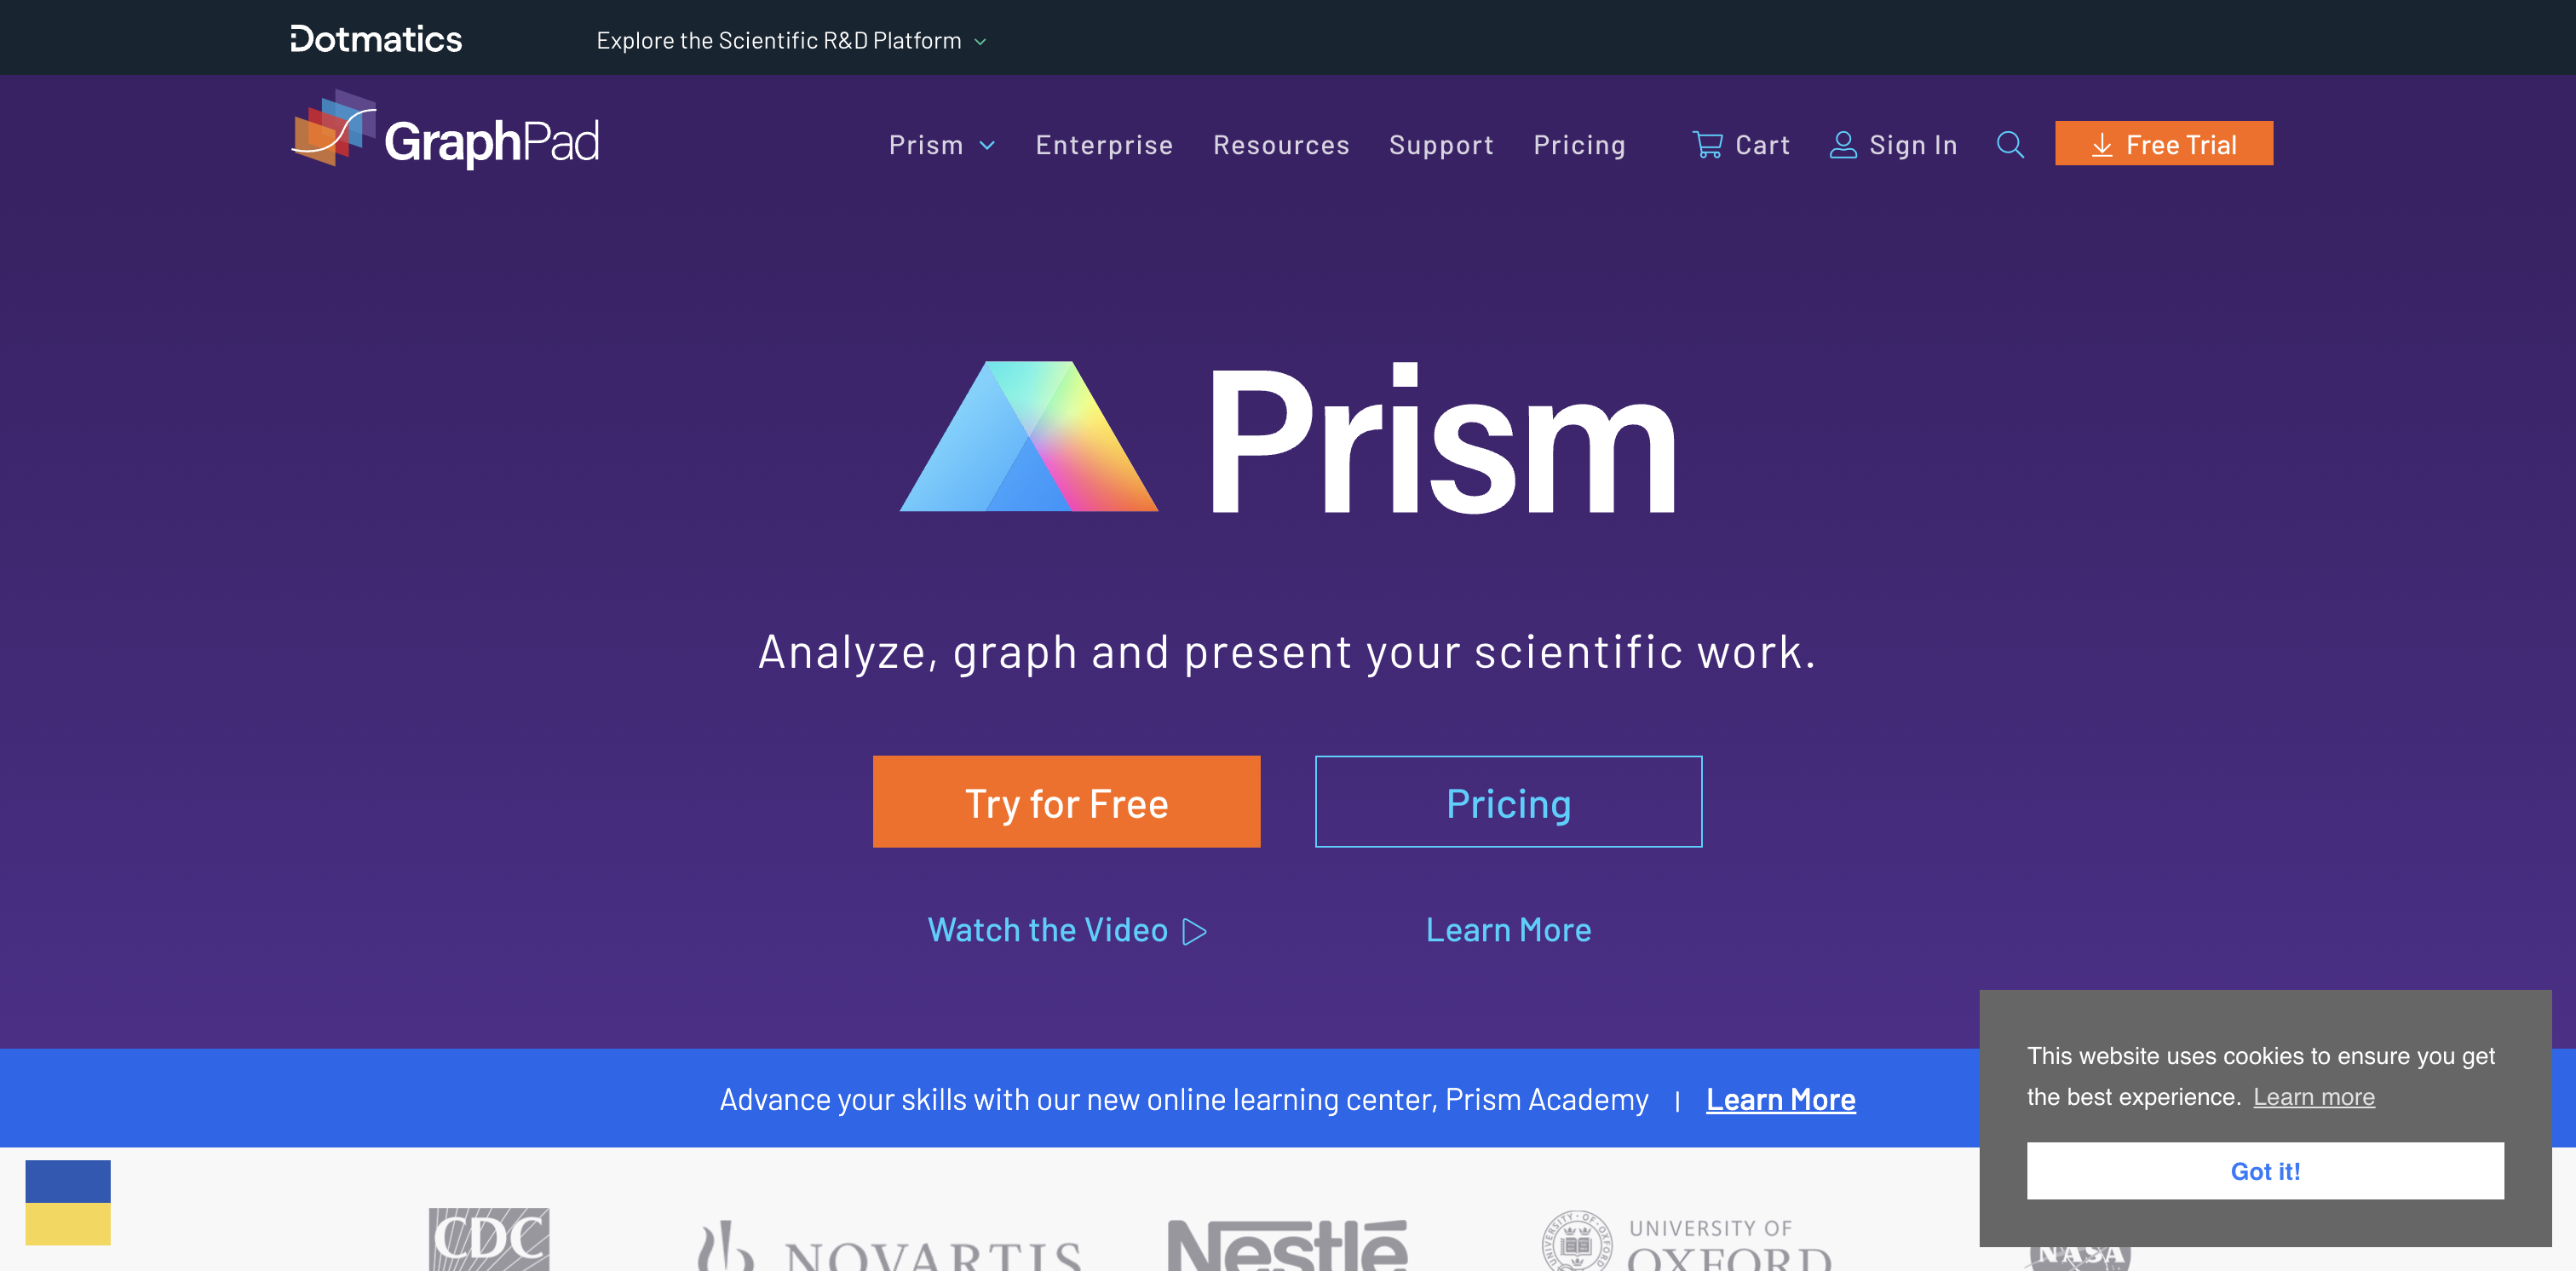 Dotmatics
Explore the Scientific R&D Platform
GraphPad
Prism
Enterprise
Resources
Support
Pricing
Cart
Sign In
Free Trial
Prism
Analyze, graph and present your scientific work.
Try for Free
Pricing
Watch the Video
Learn More
Advance your skills with our new online learning center, Prism Academy | Learn More
This website uses cookies to ensure you get
the best experience. Learn more
Got it!
CDC
NOVARTIS
Nestlé
UNIVERSITY OF
OXFORD
NASA